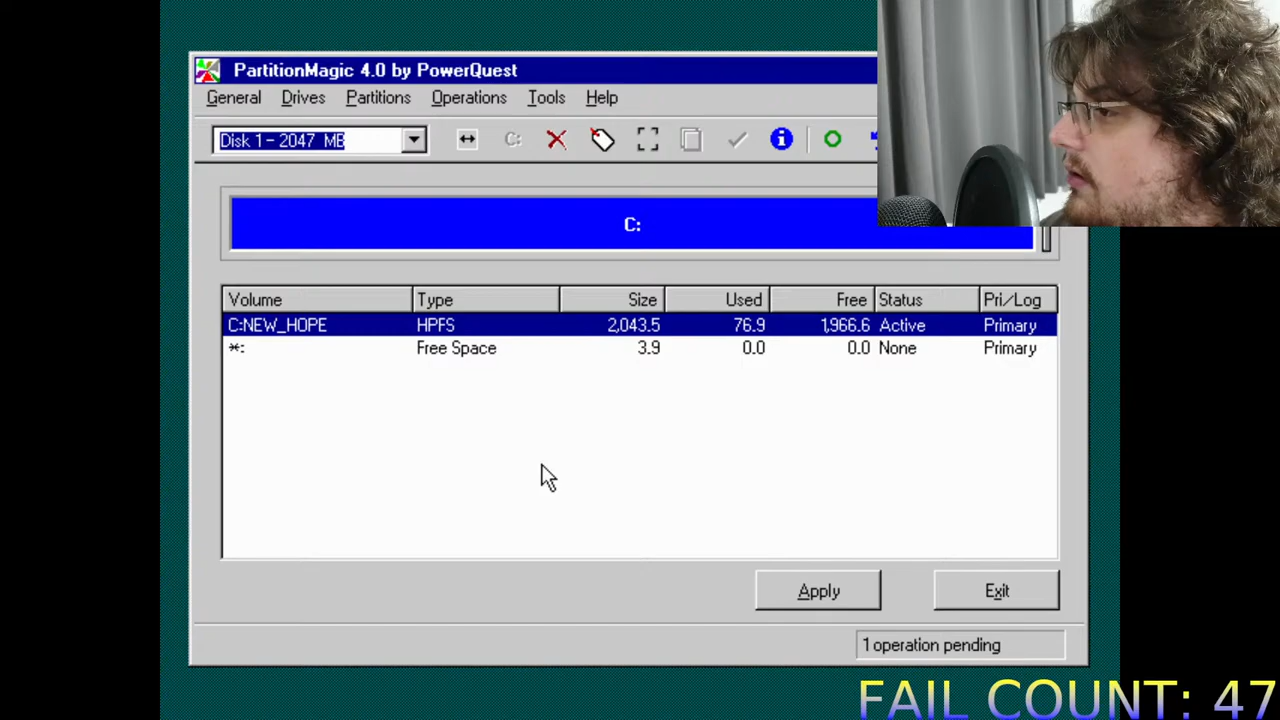 PartitionMagic 4.0 by PowerQuest
General Drives Partitions Operations Tools Help
Disk 1 - 2047 MB C:
C:
Volume Type Size Used Free Status Pri/Log
C:NEW_HOPE HPFS 2,043.5 76.9 1,966.6 Active Primary
*: Free Space 3.9 0.0 0.0 None Primary
Apply Exit
1 operation pending
FAIL COUNT: 47